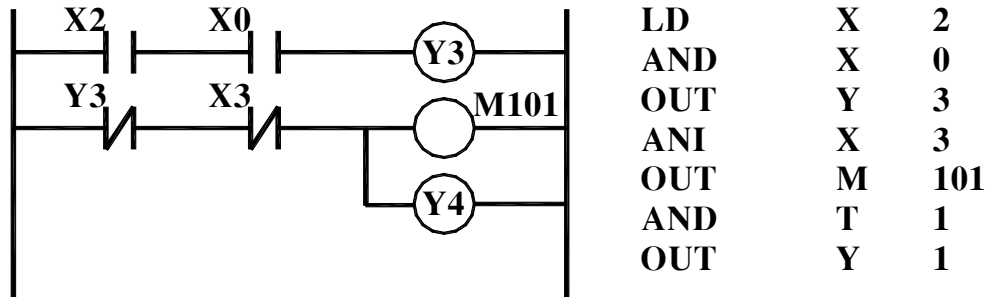 X2 X0 Y3
Y3 X3 M101
Y4
LD X 2
AND X 0
OUT Y 3
ANI X 3
OUT M 101
AND T 1
OUT Y 1